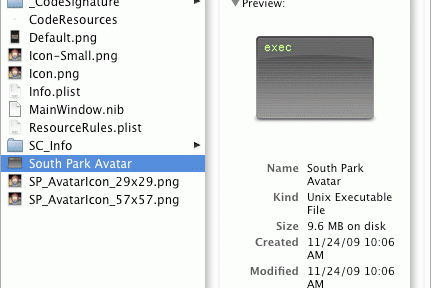 _CodeSignature
CodeResources
Default.png
Icon-Small.png
Icon.png
Info.plist
MainWindow.nib
ResourceRules.plist
SC_Info
South Park Avatar
SP_AvatarIcon_29x29.png
SP_AvatarIcon_57x57.png
Preview:
exec
Name South Park
Avatar
Kind Unix Executable
File
Size 9.6 MB on disk
Created 11/24/09 10:06
AM
Modified 11/24/09 10:06
AM